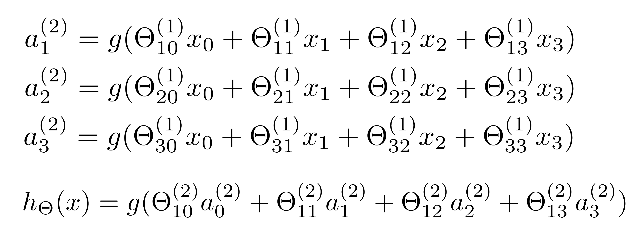 a_1^{(2)} = g(Θ_{10}^{(1)}x_0 + Θ_{11}^{(1)}x_1 + Θ_{12}^{(1)}x_2 + Θ_{13}^{(1)}x_3)
a_2^{(2)} = g(Θ_{20}^{(1)}x_0 + Θ_{21}^{(1)}x_1 + Θ_{22}^{(1)}x_2 + Θ_{23}^{(1)}x_3)
a_3^{(2)} = g(Θ_{30}^{(1)}x_0 + Θ_{31}^{(1)}x_1 + Θ_{32}^{(1)}x_2 + Θ_{33}^{(1)}x_3)
h_Θ(x) = g(Θ_{10}^{(2)}a_0^{(2)} + Θ_{11}^{(2)}a_1^{(2)} + Θ_{12}^{(2)}a_2^{(2)} + Θ_{13}^{(2)}a_3^{(2)})